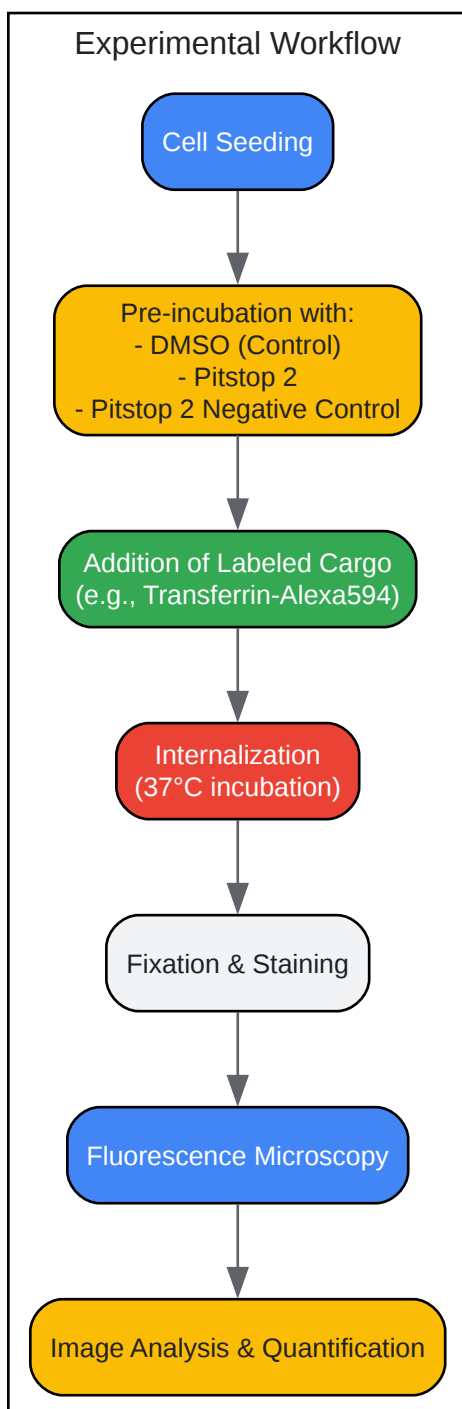 Experimental Workflow
Cell Seeding
Pre-incubation with:
- DMSO (Control)
- Pitstop 2
- Pitstop 2 Negative Control
Addition of Labeled Cargo
(e.g., Transferrin-Alexa594)
Internalization
(37°C incubation)
Fixation & Staining
Fluorescence Microscopy
Image Analysis & Quantification